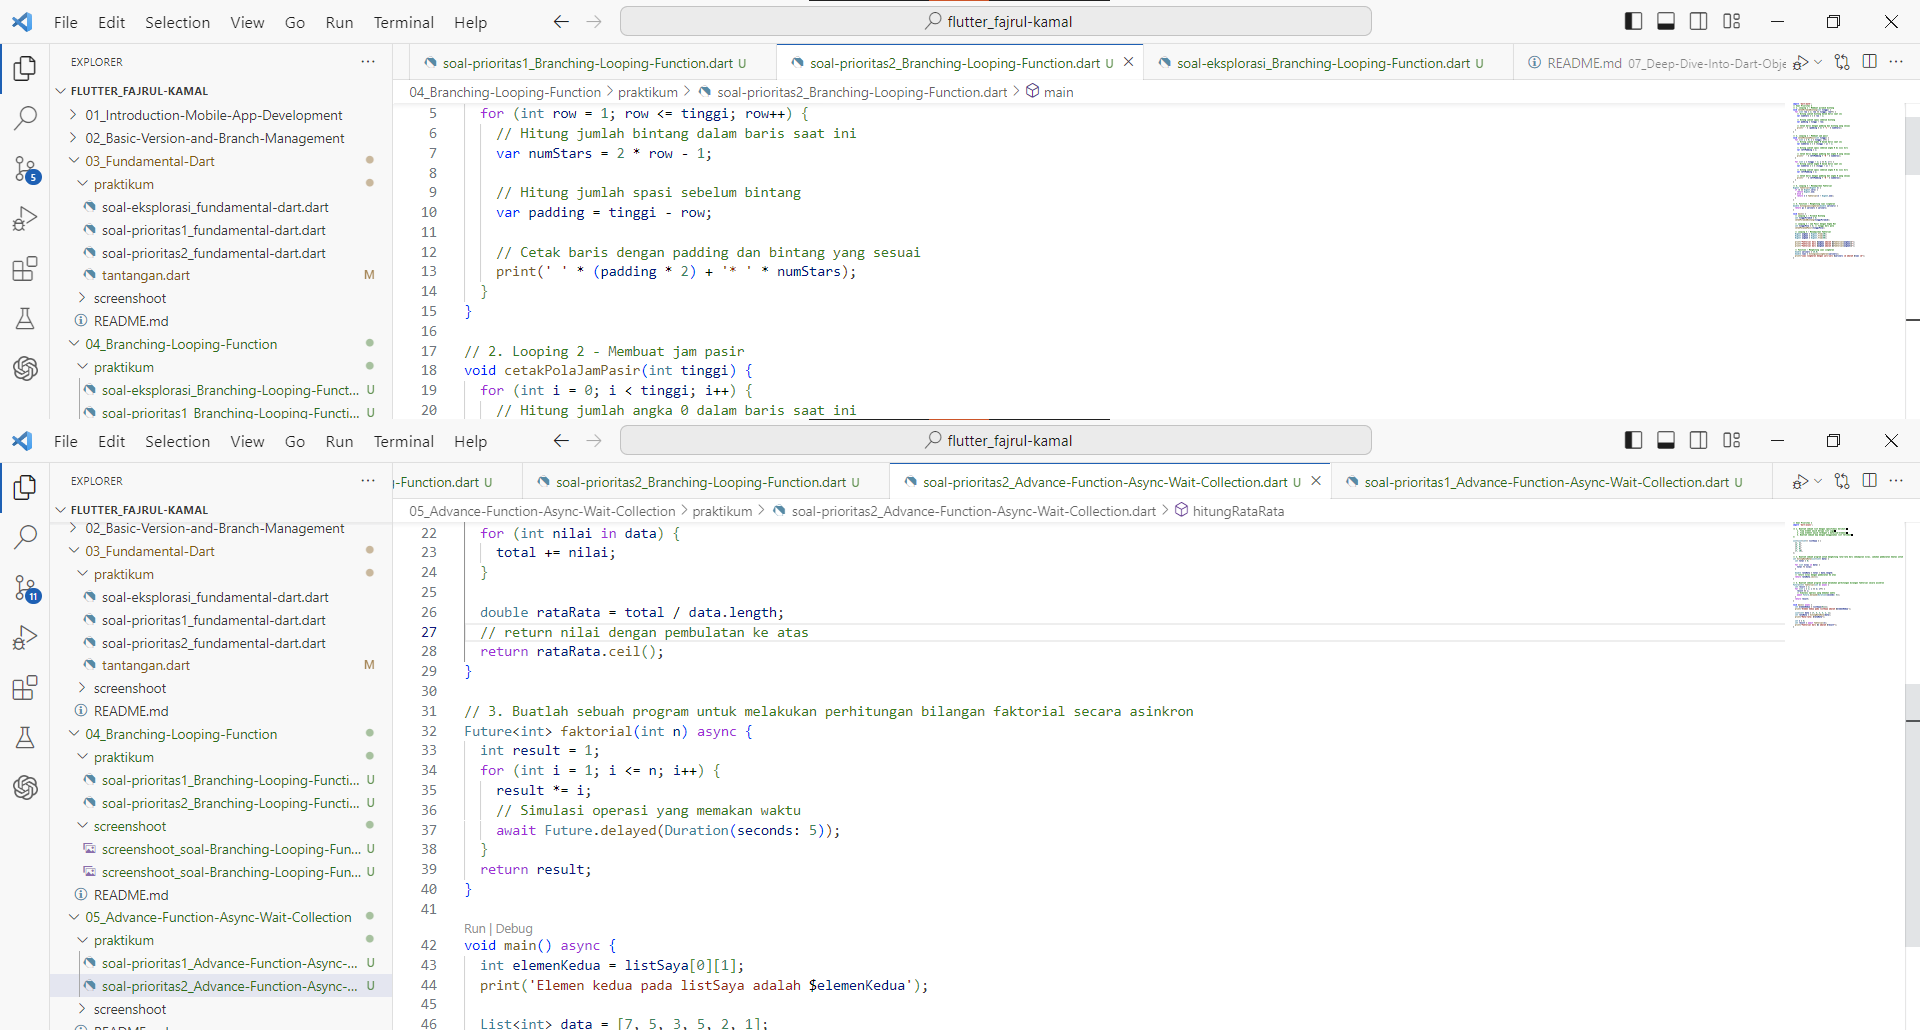 File Edit Selection View Go Run Terminal Help
flutter_fajrul-kamal
EXPLORER
FLUTTER_FAJRUL-KAMAL
01_Introduction-Mobile-App-Development
02_Basic-Version-and-Branch-Management
03_Fundamental-Dart
praktikum
soal-eksplorasi_fundamental-dart.dart
soal-prioritas1_fundamental-dart.dart
soal-prioritas2_fundamental-dart.dart
tantangan.dart M
screenshoot
README.md
04_Branching-Looping-Function
praktikum
soal-eksplorasi_Branching-Looping-Funct... U
soal-prioritas1_Branching-Looping-Functi... U
5
soal-prioritas1_Branching-Looping-Function.dart U
soal-prioritas2_Branching-Looping-Function.dart U
soal-eksplorasi_Branching-Looping-Function.dart U
README.md 07_Deep-Dive-Into-Dart-Obje
04_Branching-Looping-Function > praktikum > soal-prioritas2_Branching-Looping-Function.dart > main
5 for (int row = 1; row <= tinggi; row++) {
6 // Hitung jumlah bintang dalam baris saat ini
7 var numStars = 2 * row - 1;
8
9 // Hitung jumlah spasi sebelum bintang
10 var padding = tinggi - row;
11
12 // Cetak baris dengan padding dan bintang yang sesuai
13 print(' ' * (padding * 2) + '* ' * numStars);
14 }
15 }
16
17 // 2. Looping 2 - Membuat jam pasir
18 void cetakPolaJamPasir(int tinggi) {
19 for (int i = 0; i < tinggi; i++) {
20 // Hitung jumlah angka 0 dalam baris saat ini
File Edit Selection View Go Run Terminal Help
flutter_fajrul-kamal
EXPLORER
FLUTTER_FAJRUL-KAMAL
02_Basic-Version-and-Branch-Management
03_Fundamental-Dart
praktikum
soal-eksplorasi_fundamental-dart.dart
soal-prioritas1_fundamental-dart.dart
soal-prioritas2_fundamental-dart.dart
tantangan.dart M
screenshoot
README.md
04_Branching-Looping-Function
praktikum
soal-prioritas1_Branching-Looping-Functi... U
soal-prioritas2_Branching-Looping-Functi... U
screenshoot
screenshoot_soal-Branching-Looping-Fun... U
screenshoot_soal-Branching-Looping-Fun... U
README.md
05_Advance-Function-Async-Wait-Collection
praktikum
soal-prioritas1_Advance-Function-Async-... U
soal-prioritas2_Advance-Function-Async-... U
screenshoot
README.md
11
g-Function.dart U
soal-prioritas2_Branching-Looping-Function.dart U
soal-prioritas2_Advance-Function-Async-Wait-Collection.dart U
soal-prioritas1_Advance-Function-Async-Wait-Collection.dart U
05_Advance-Function-Async-Wait-Collection > praktikum > soal-prioritas2_Advance-Function-Async-Wait-Collection.dart > hitungRataRata
22 for (int nilai in data) {
23 total += nilai;
24 }
25
26 double rataRata = total / data.length;
27 // return nilai dengan pembulatan ke atas
28 return rataRata.ceil();
29 }
30
31 // 3. Buatlah sebuah program untuk melakukan perhitungan bilangan faktorial secara asinkron
32 Future<int> faktorial(int n) async {
33 int result = 1;
34 for (int i = 1; i <= n; i++) {
35 result *= i;
36 // Simulasi operasi yang memakan waktu
37 await Future.delayed(Duration(seconds: 5));
38 }
39 return result;
40 }
41
Run | Debug
42 void main() async {
43 int elemenKedua = listSaya[0][1];
44 print('Elemen kedua pada listSaya adalah $elemenKedua');
45
46 List<int> data = [7, 5, 3, 5, 2, 1];